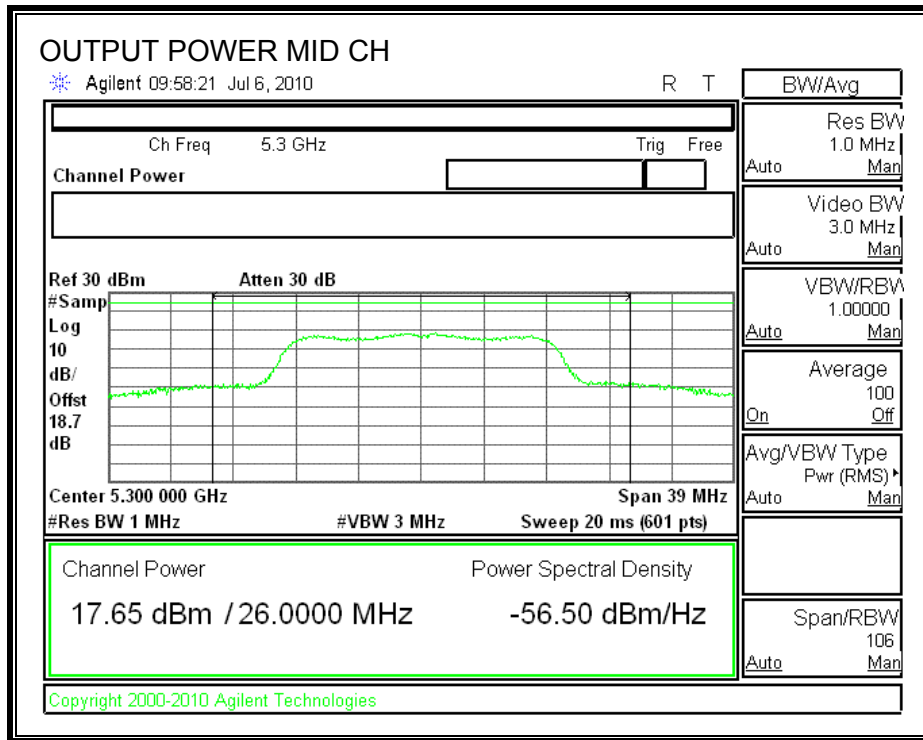 OUTPUT POWER MID CH
Agilent 09:58:21 Jul 6, 2010 R T
Ch Freq 5.3 GHz Trig Free
Channel Power
Ref 30 dBm Atten 30 dB
#Samp
Log
10
dB/
Offst
18.7
dB
Center 5.300 000 GHz Span 39 MHz
#Res BW 1 MHz #VBW 3 MHz Sweep 20 ms (601 pts)
Channel Power Power Spectral Density
17.65 dBm / 26.0000 MHz -56.50 dBm/Hz
Copyright 2000-2010 Agilent Technologies
BW/Avg
Res BW
1.0 MHz
Auto Man
Video BW
3.0 MHz
Auto Man
VBW/RBW
1.00000
Auto Man
Average
100
On Off
Avg/VBW Type
Pwr (RMS)
Auto Man
Span/RBW
106
Auto Man